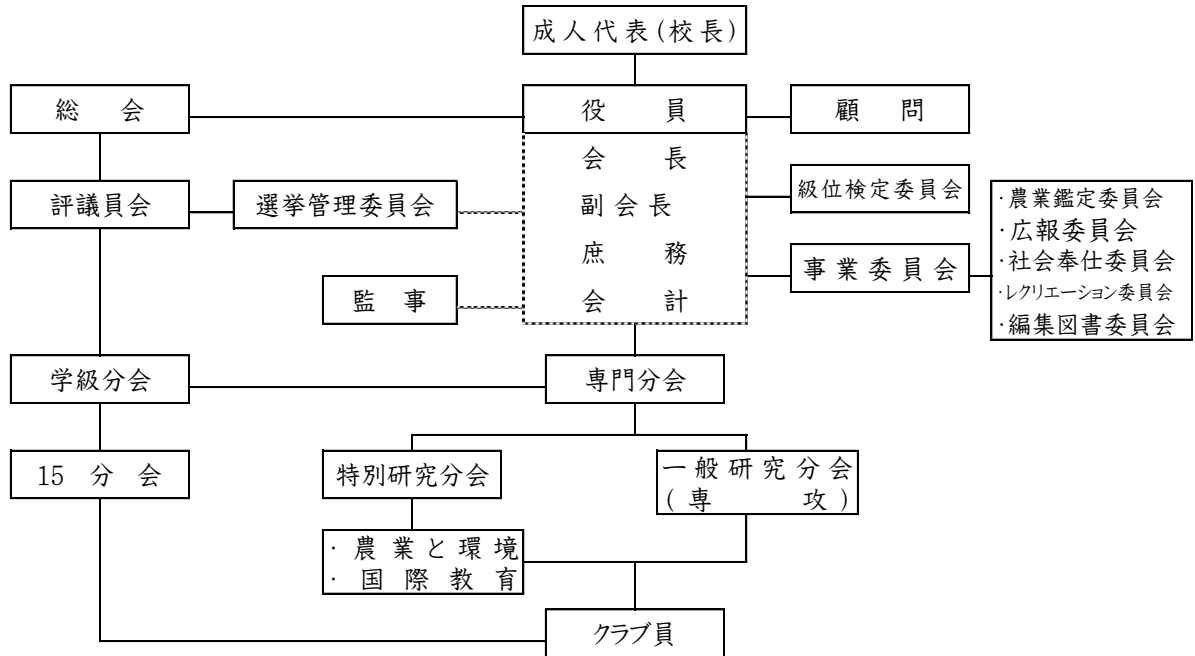 成人代表(校長)
総会
役員
顧問
会長
副会長
庶務
会計
評議員会
選挙管理委員会
級位検定委員会
監事
事業委員会
・農業鑑定委員会
・広報委員会
・社会奉仕委員会
・レクリエーション委員会
・編集図書委員会
学級分会
専門分会
15分会
特別研究分会
一般研究分会
(専攻)
・農業と環境
・国際教育
クラブ員